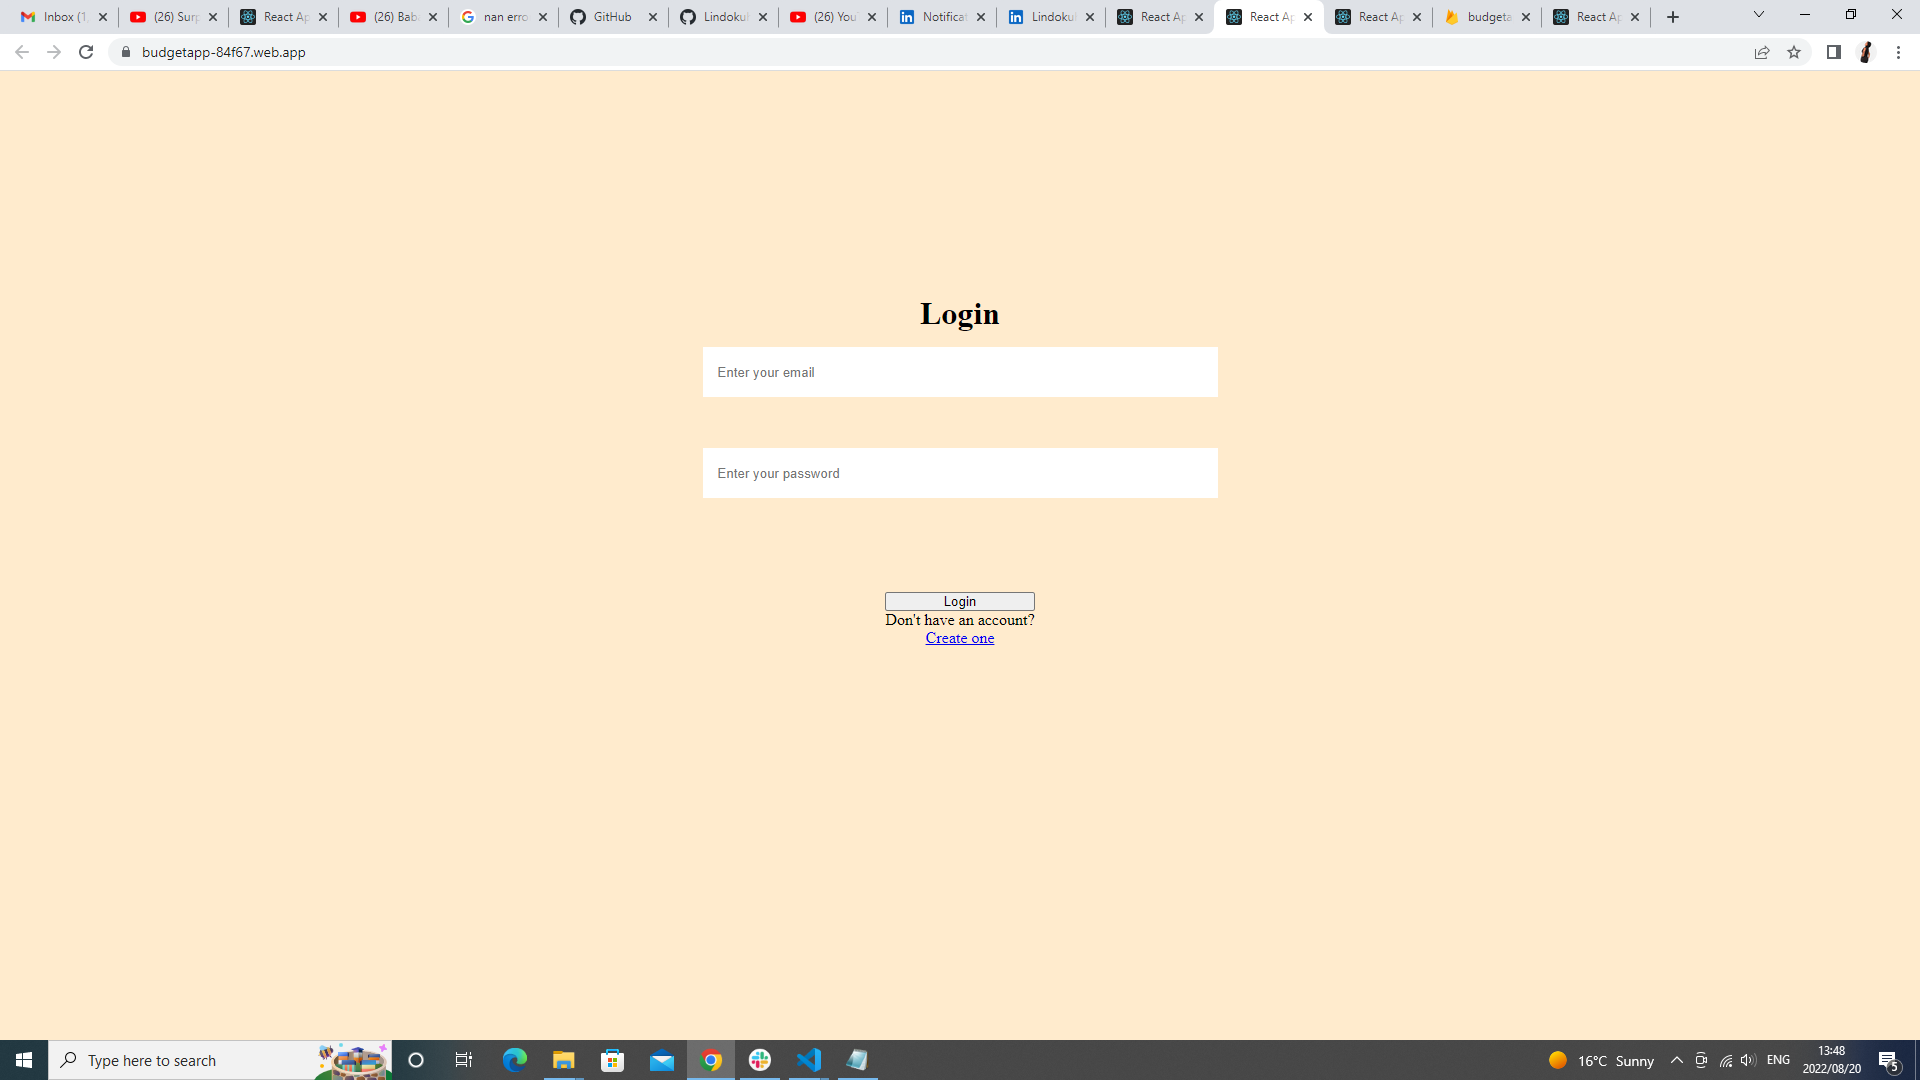 Inbox (1,
(26) Surp
React Ap
(26) Bab
nan erro
GitHub
Lindoku
(26) You
Notificat
Lindoku
React Ap
React Ap
React Ap
budgeta
React Ap
budgetapp-84f67.web.app
Login
Enter your email
Enter your password
Login
Don't have an account?
Create one
Type here to search
16°C Sunny
ENG
13:48
2022/08/20
5